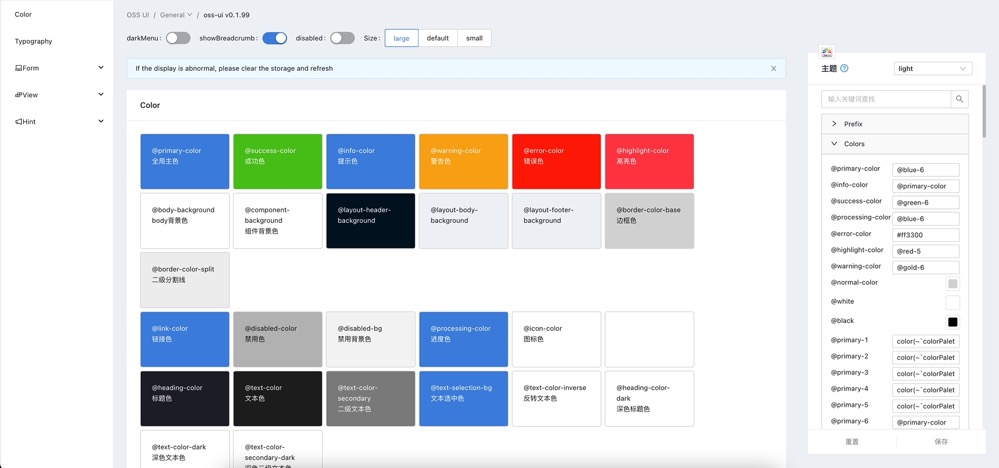 Color
Typography
Form
View
Hint
OSS UI / General / oss-ui v0.1.99
darkMenu : showBreadcrumb : disabled : Size : large default small
If the display is abnormal, please clear the storage and refresh
Color
@primary-color
全局主色
@success-color
成功色
@info-color
提示色
@warning-color
警告色
@error-color
错误色
@highlight-color
高亮色
@body-background
body背景色
@component-
background
组件背景色
@layout-header-
background
@layout-body-
background
@layout-footer-
background
@border-color-base
边框色
@border-color-split
二级分割线
@link-color
链接色
@disabled-color
禁用色
@disabled-bg
禁用背景色
@processing-color
进度色
@icon-color
图标色
@heading-color
标题色
@text-color
文本色
@text-color-
secondary
二级文本色
@text-selection-bg
文本选中色
@text-color-inverse
反转文本色
@heading-color-
dark
深色标题色
@text-color-dark
深色文本色
@text-color-
secondary-dark
深色二级文本色
主题 light
输入关键词查找
Prefix
Colors
@primary-color @blue-6
@info-color @primary-color
@success-color @green-6
@processing-color @blue-6
@error-color #ff3300
@highlight-color @red-5
@warning-color @gold-6
@normal-color
@white
@black
@primary-1 color(~`colorPalet
@primary-2 color(~`colorPalet
@primary-3 color(~`colorPalet
@primary-4 color(~`colorPalet
@primary-5 color(~`colorPalet
@primary-6 @primary-color
重置 保存